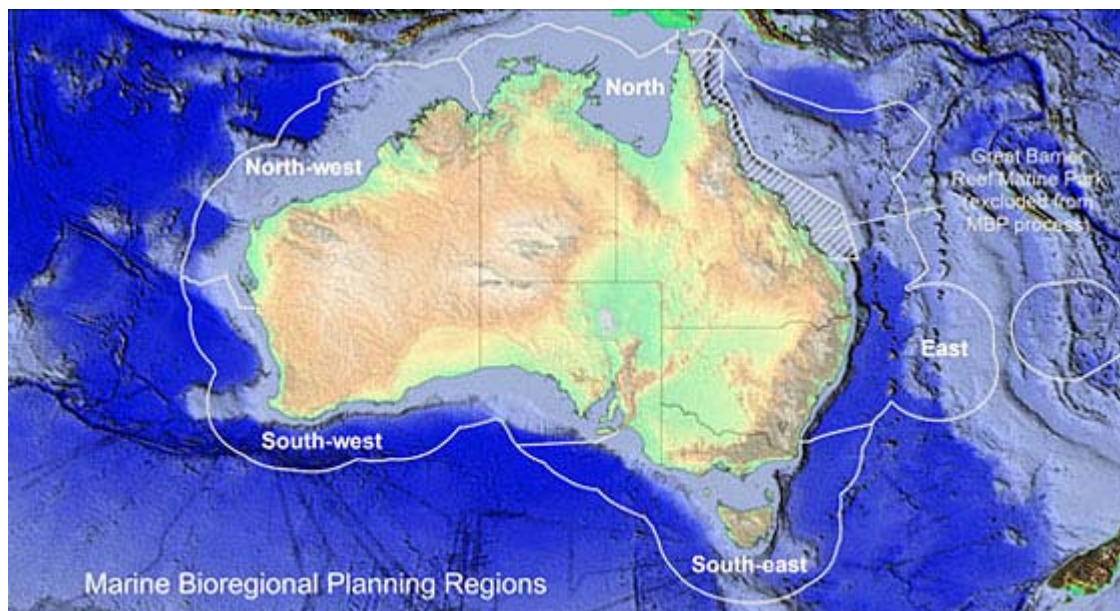 North
North-west
Great Barrier
Reef Marine Park
(excluded from
MBP process)
East
South-west
South-east
Marine Bioregional Planning Regions